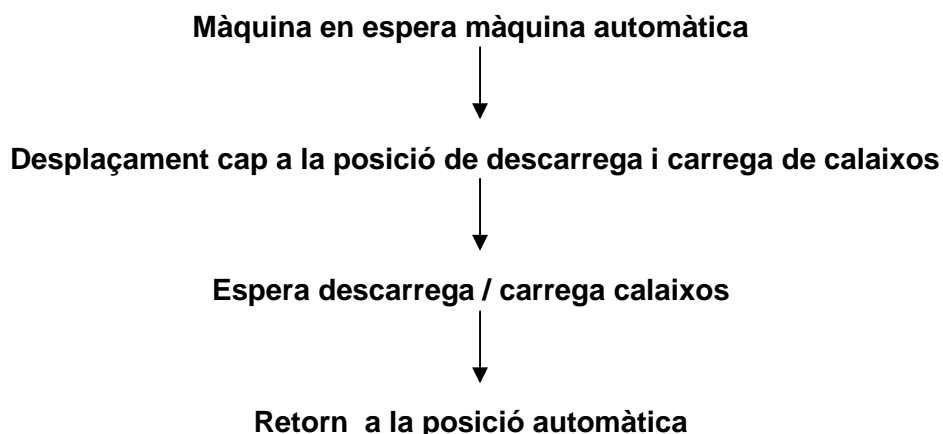 Màquina en espera màquina automàtica
Desplaçament cap a la posició de descarrega i carrega de calaixos
Espera descarrega / carrega calaixos
Retorn a la posició automàtica